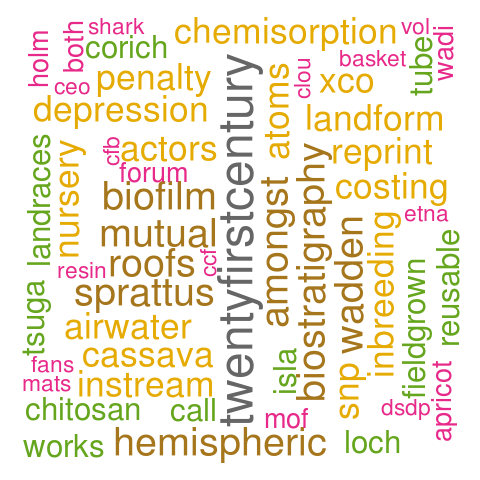 shark
vol
chemisorption
both
holm
corich
wadi
tube
basket
clou
xco
ceo
penalty
twentyfirstcentury
atoms
depression
landform
cfb
actors
reprint
nursery
forum
landraces
costing
biofilm
amongst
biostratigraphy
etna
mutual
wadden
inbreeding
roofs
ccf
resin
sprattus
reusable
tsuga
airwater
fieldgrown
cassava
isla
fans
mats
instream
snp
apricot
chitosan
call
mof
dsdp
works
hemispheric
loch